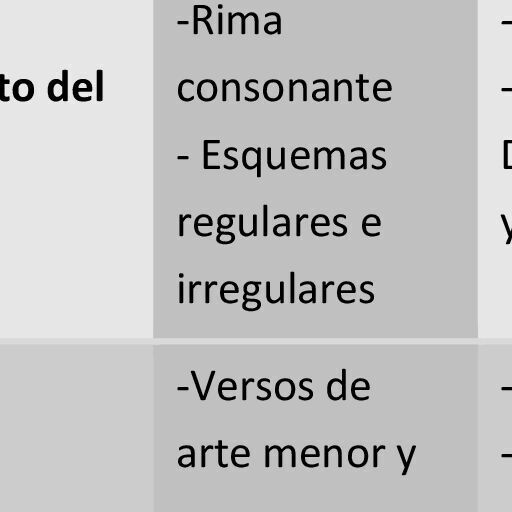 -Rima
to del
consonante
- Esquemas
regulares e
irregulares
-Versos de
arte menor y